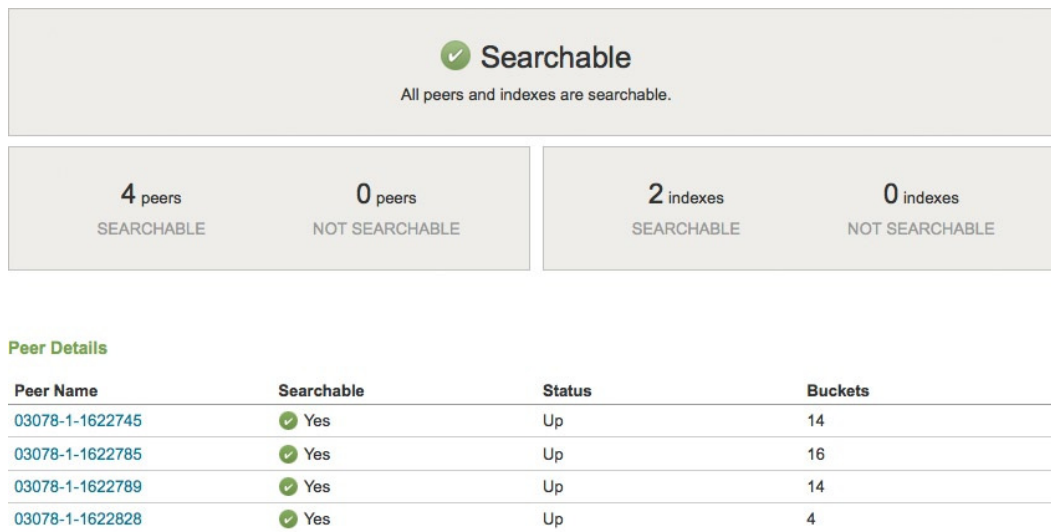 Searchable
All peers and indexes are searchable.
4 peers 0 peers 2 indexes 0 indexes
SEARCHABLE NOT SEARCHABLE SEARCHABLE NOT SEARCHABLE
Peer Details
Peer Name Searchable Status Buckets
03078-1-1622745 Yes Up 14
03078-1-1622785 Yes Up 16
03078-1-1622789 Yes Up 14
03078-1-1622828 Yes Up 4